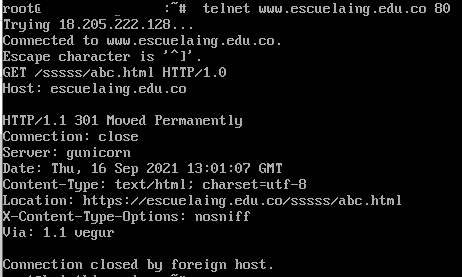 root@ :~# telnet www.escuelaing.edu.co 80
Trying 18.205.222.128...
Connected to www.escuelaing.edu.co.
Escape character is '^]'.
GET /sssss/abc.html HTTP/1.0
Host: escuelaing.edu.co
HTTP/1.1 301 Moved Permanently
Connection: close
Server: gunicorn
Date: Thu, 16 Sep 2021 13:01:07 GMT
Content-Type: text/html; charset=utf-8
Location: https://escuelaing.edu.co/sssss/abc.html
X-Content-Type-Options: nosniff
Via: 1.1 vegur
Connection closed by foreign host.